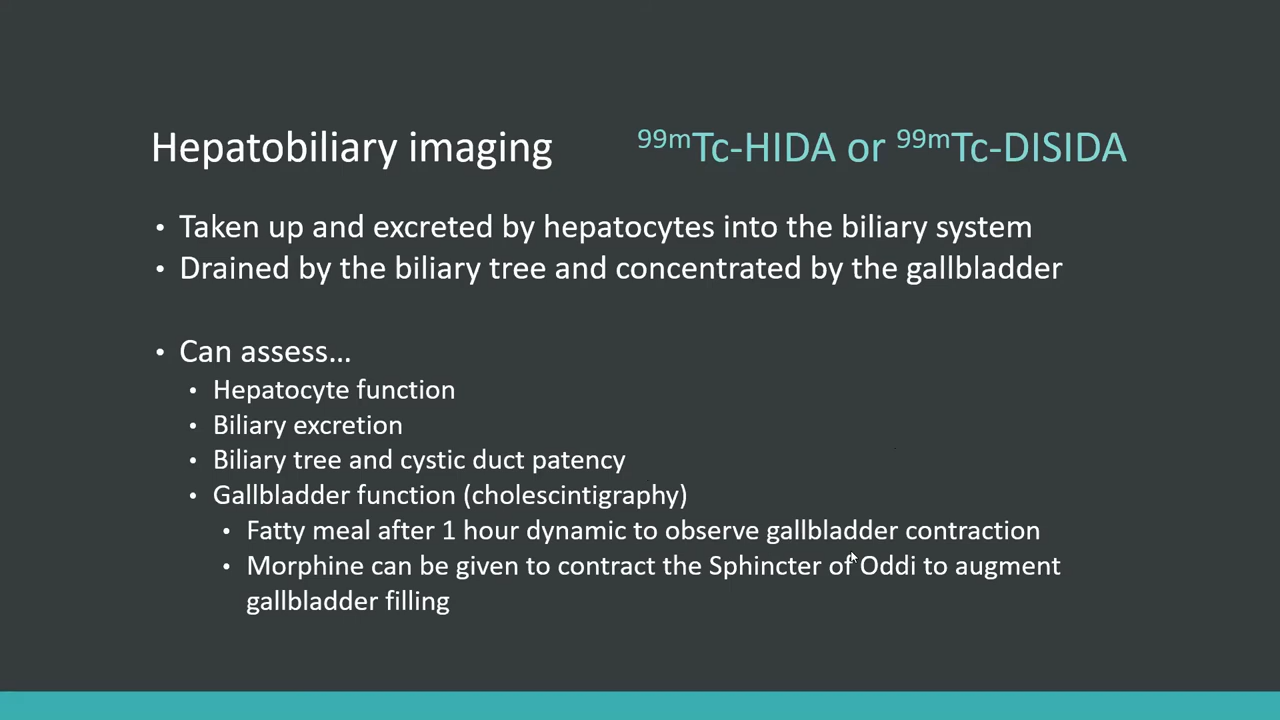 Hepatobiliary imaging 99mTc-HIDA or 99mTc-DISIDA
• Taken up and excreted by hepatocytes into the biliary system
• Drained by the biliary tree and concentrated by the gallbladder
• Can assess...
• Hepatocyte function
• Biliary excretion
• Biliary tree and cystic duct patency
• Gallbladder function (cholescintigraphy)
• Fatty meal after 1 hour dynamic to observe gallbladder contraction
• Morphine can be given to contract the Sphincter of Oddi to augment
gallbladder filling